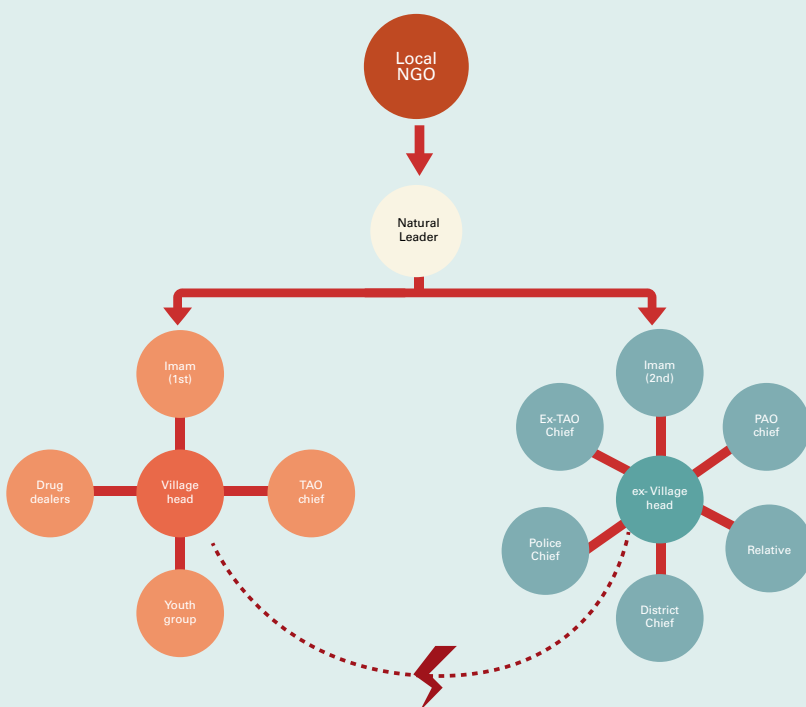 Local
NGO
Natural
Leader
Imam
(1st)
Drug
dealers
Village
head
TAO
chief
Youth
group
Imam
(2nd)
Ex-TAO
Chief
PAO
chief
ex- Village
head
Police
Chief
Relative
District
Chief